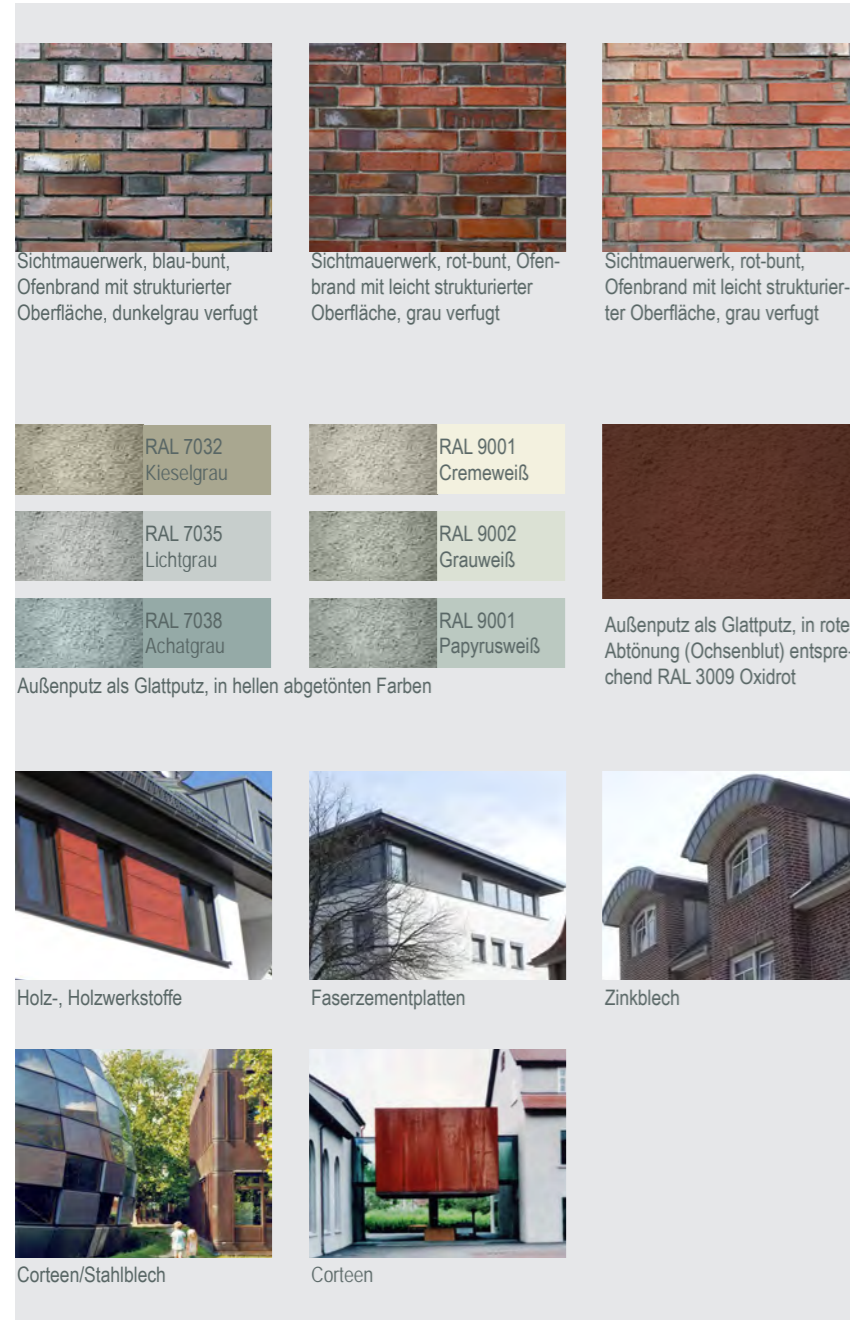 Sichtmauerwerk, blau-bunt,
Ofenbrand mit strukturierter
Oberfläche, dunkelgrau verfugt
Sichtmauerwerk, rot-bunt, Ofen-
brand mit leicht strukturierter
Oberfläche, grau verfugt
Sichtmauerwerk, rot-bunt,
Ofenbrand mit leicht strukturier-
ter Oberfläche, grau verfugt
RAL 7032
Kieselgrau
RAL 7035
Lichtgrau
RAL 7038
Achatgrau
RAL 9001
Cremeweiß
RAL 9002
Grauweiß
RAL 9001
Papyrusweiß
Außenputz als Glattputz, in hellen abgetönten Farben
Außenputz als Glattputz, in rote
Abtönung (Ochsenblut) entspre-
chend RAL 3009 Oxidrot
Holz-, Holzwerkstoffe
Faserzementplatten
Zinkblech
Corteen/Stahlblech
Corteen